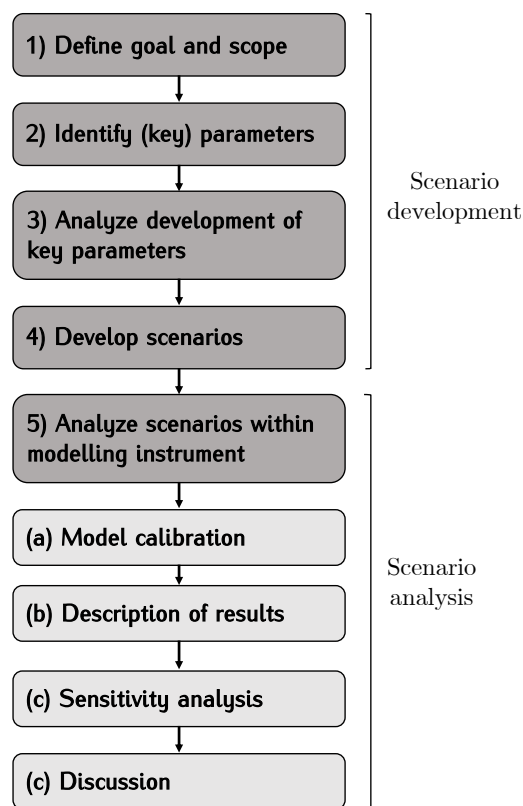 1) Define goal and scope
2) Identify (key) parameters
3) Analyze development of
key parameters
4) Develop scenarios
Scenario
development
5) Analyze scenarios within
modelling instrument
(a) Model calibration
(b) Description of results
(c) Sensitivity analysis
(c) Discussion
Scenario
analysis